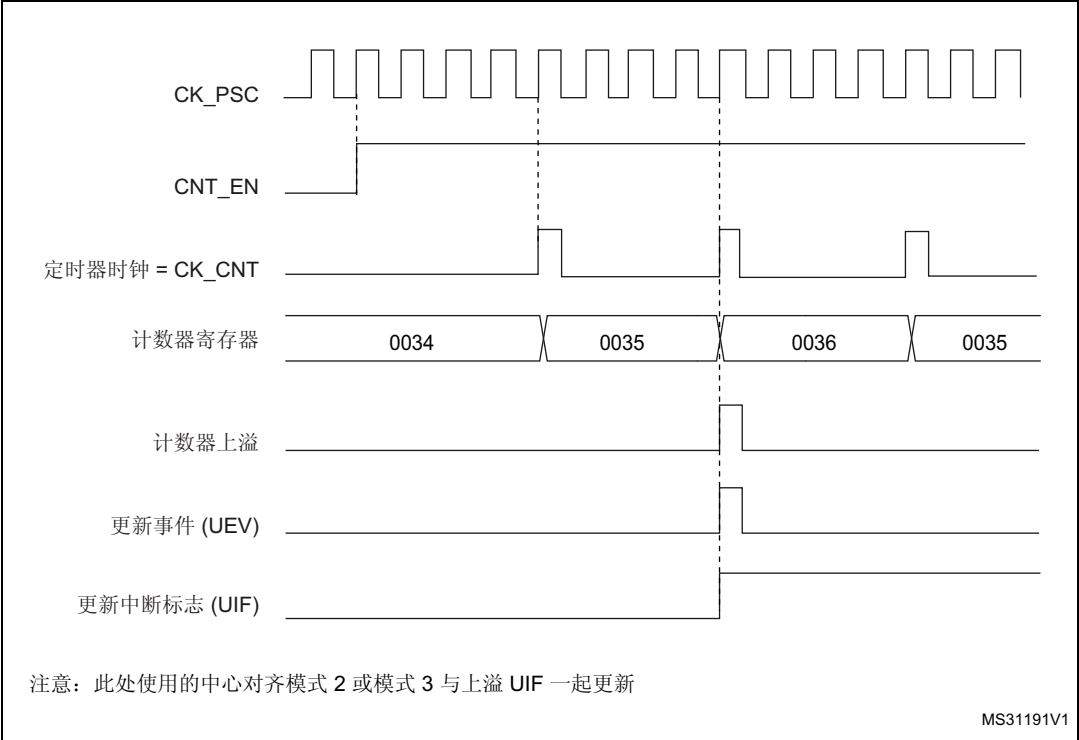 CK_PSC
CNT_EN
定时器时钟 = CK_CNT
计数器寄存器 0034 0035 0036 0035
计数器上溢
更新事件 (UEV)
更新中断标志 (UIF)
注意：此处使用的中心对齐模式 2 或模式 3 与上溢 UIF 一起更新
MS31191V1